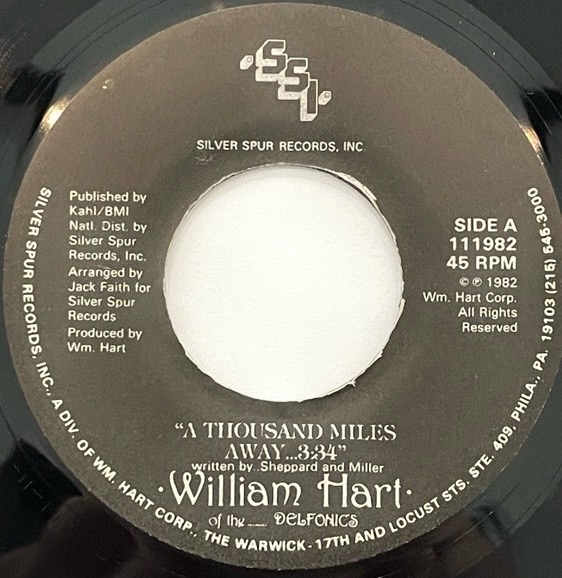 SSI
SILVER SPUR RECORDS, INC
Published by
Kahl/BMI
Natl. Dist. by
Silver Spur
Records, Inc.
Arranged by
Jack Faith for
Silver Spur
Records
Produced by
Wm. Hart
SIDE A
111982
45 RPM
© ℗ 1982
Wm. Hart Corp.
All Rights
Reserved
"A THOUSAND MILES
AWAY...3:34"
written by..Sheppard and Miller
·William Hart·
of the ..... DELFONICS
SILVER SPUR RECORDS, INC., A DIV. OF WM. HART CORP., THE WARWICK - 17TH AND LOCUST STS. STE. 409, PHILA., PA. 19103 (215) 545-3000